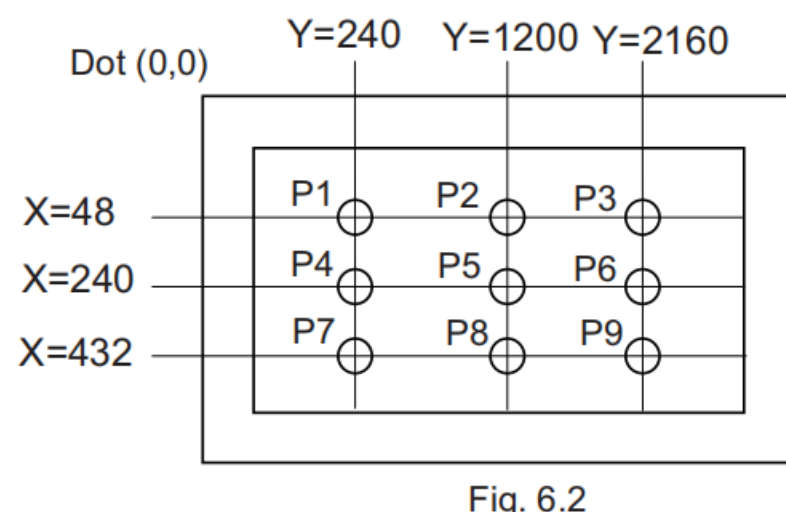 Y=240 Y=1200 Y=2160
Dot (0,0)
P1 P2 P3
X=48
P4 P5 P6
X=240
P7 P8 P9
X=432
Fig. 6.2